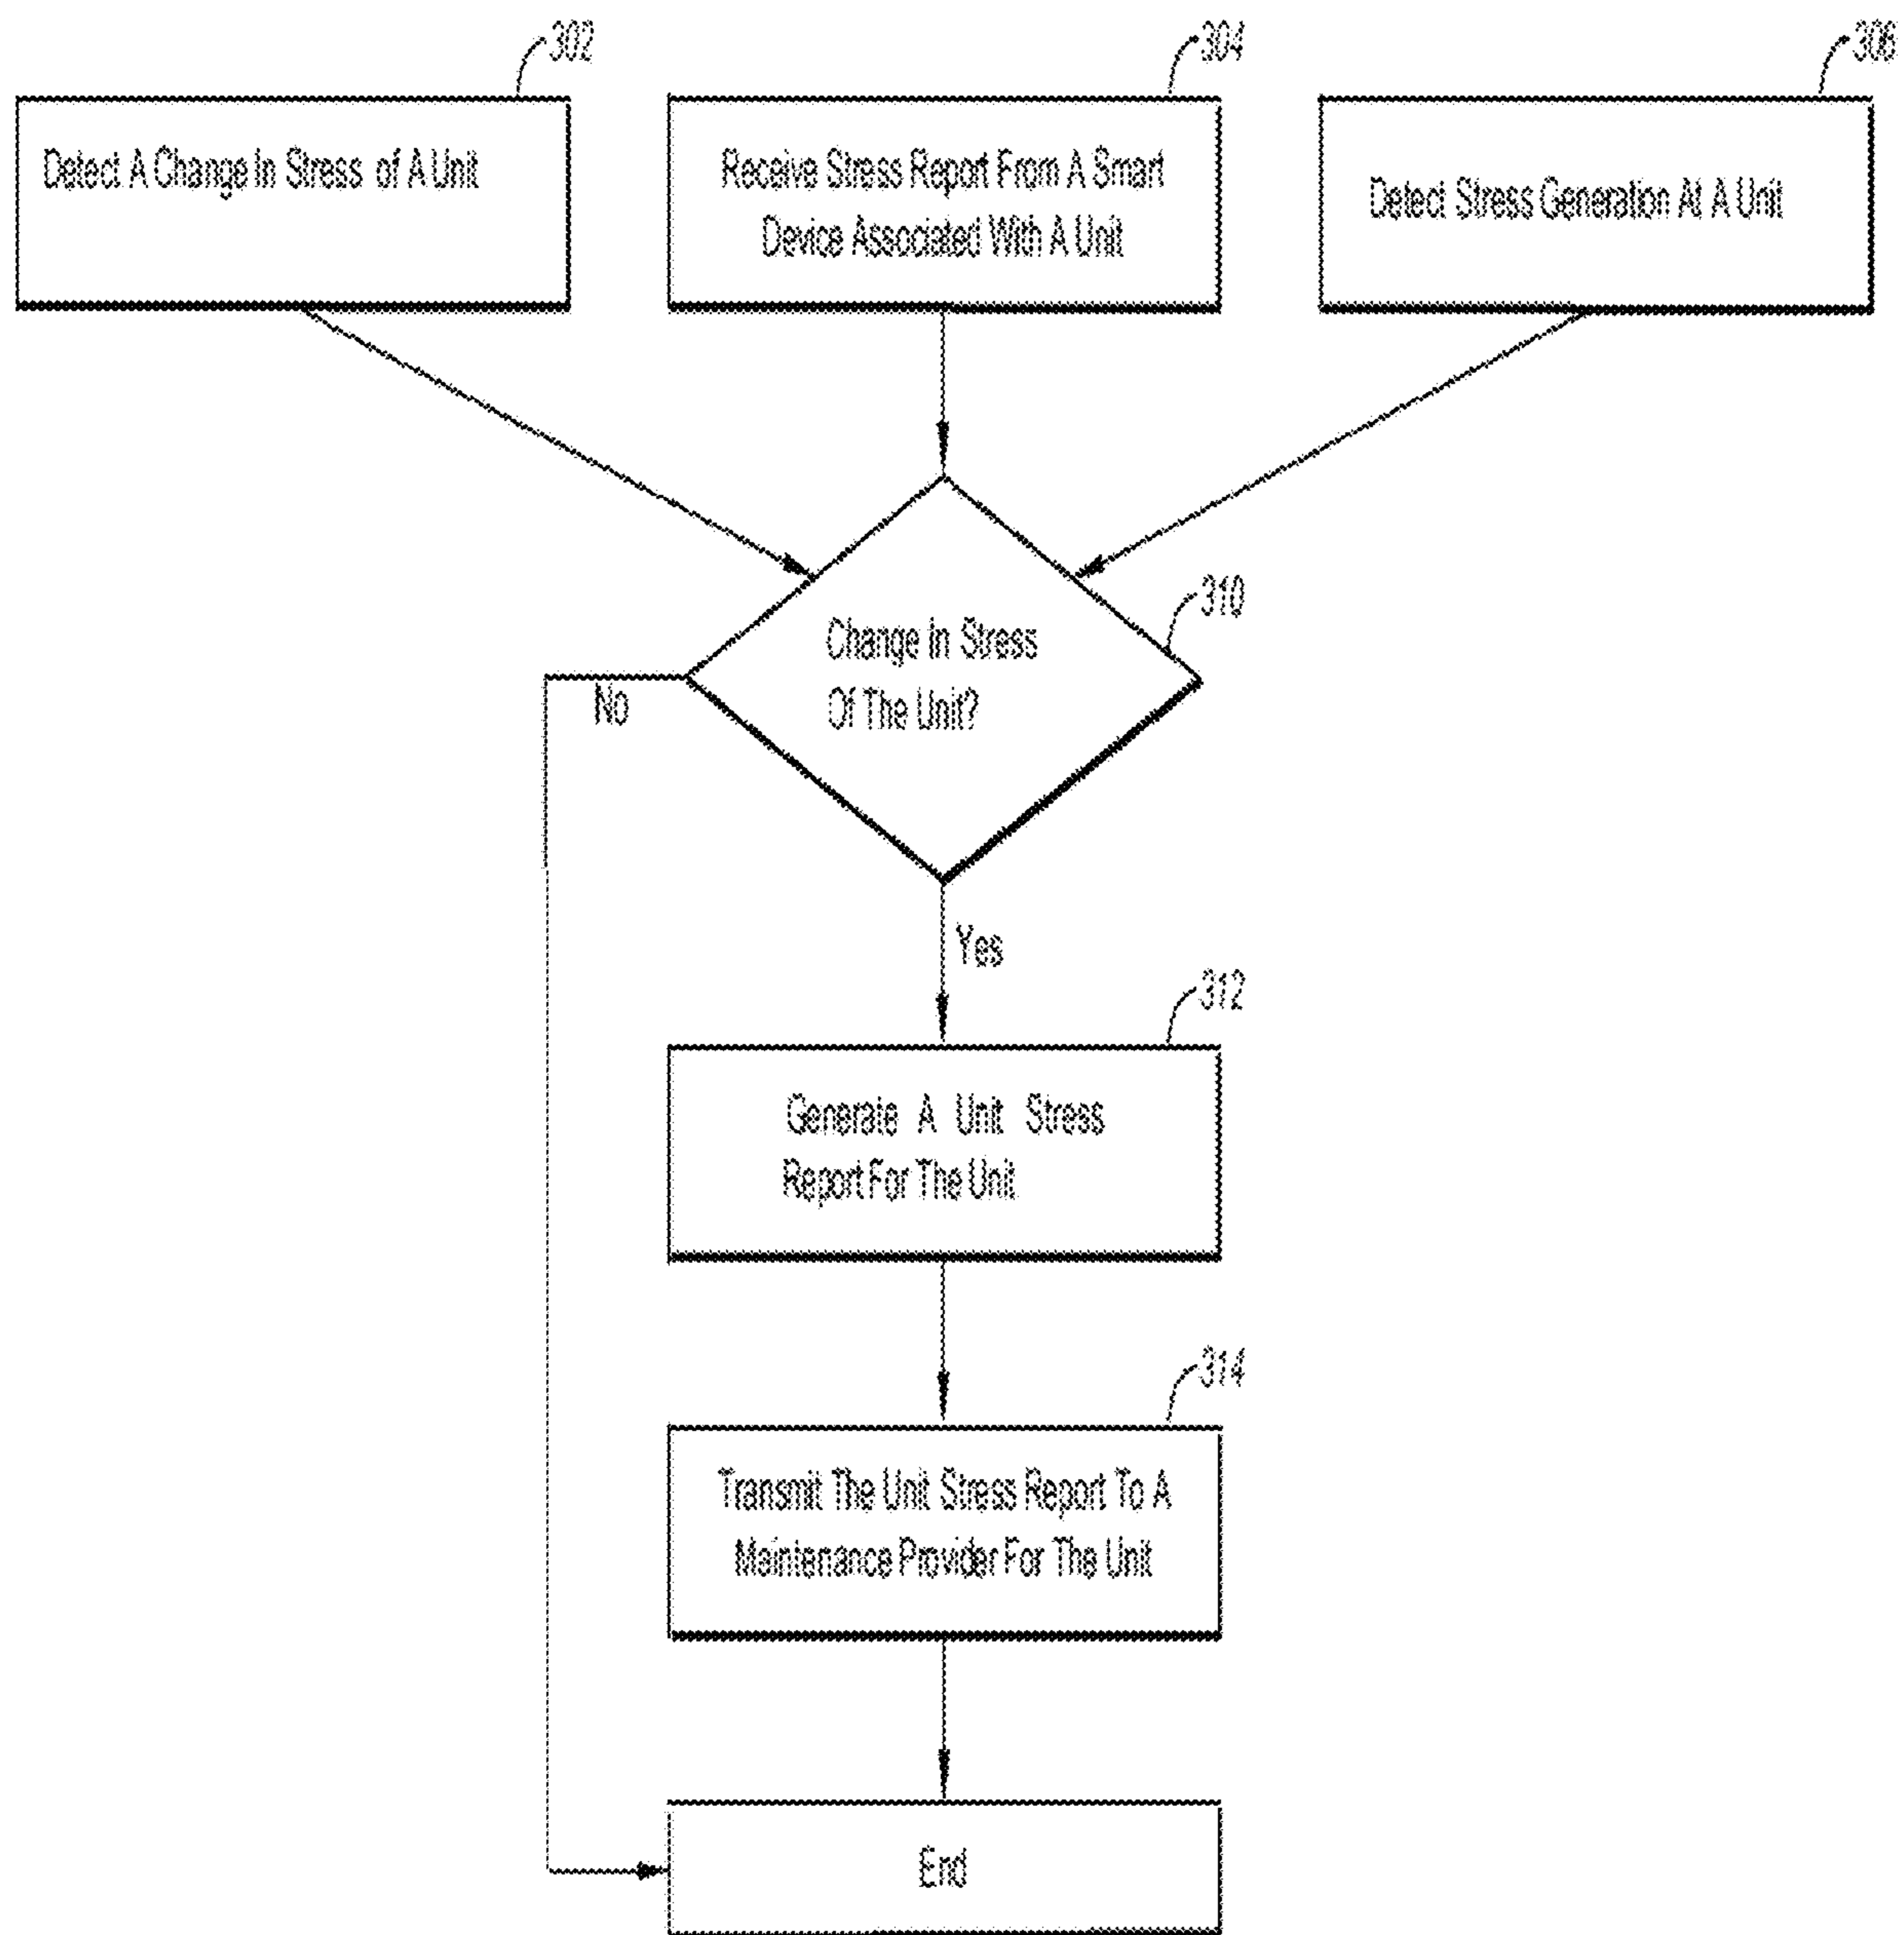 302
304
306
Detect A Change In Stress of A Unit
Receive Stress Report From A Smart
Device Associated With A Unit
Detect Stress Generation At A Unit
310
Change In Stress
Of The Unit?
No
Yes
312
Generate A Unit Stress
Report For The Unit
314
Transmit The Unit Stress Report To A
Maintenance Provider For The Unit
End